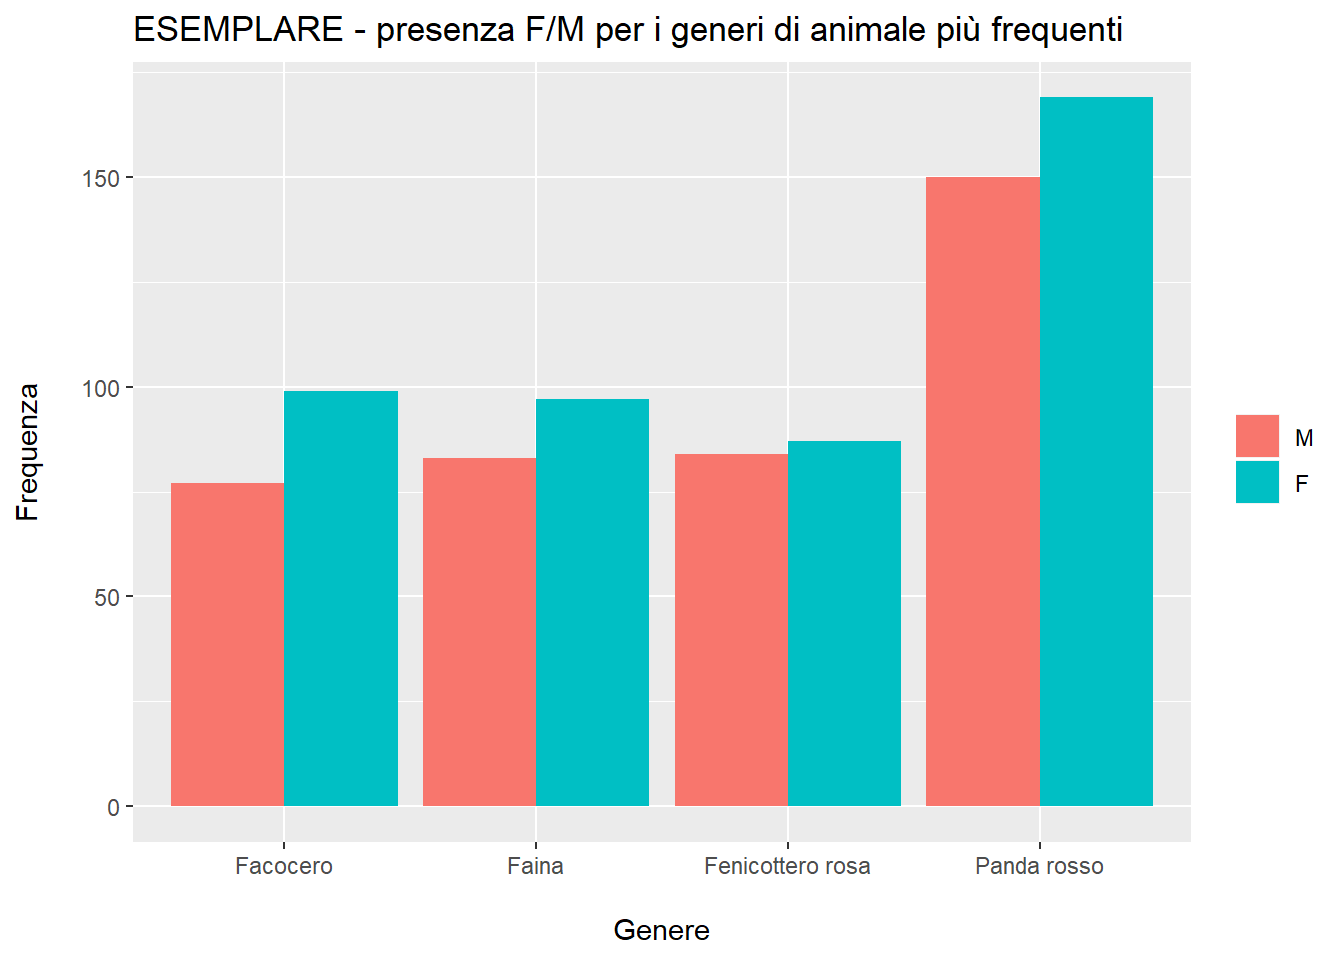 ESEMPLARE - presenza F/M per i generi di animale più frequenti
Frequenza
150
100
50
0
Facocero
Faina
Fenicottero rosa
Panda rosso
Genere
M
F